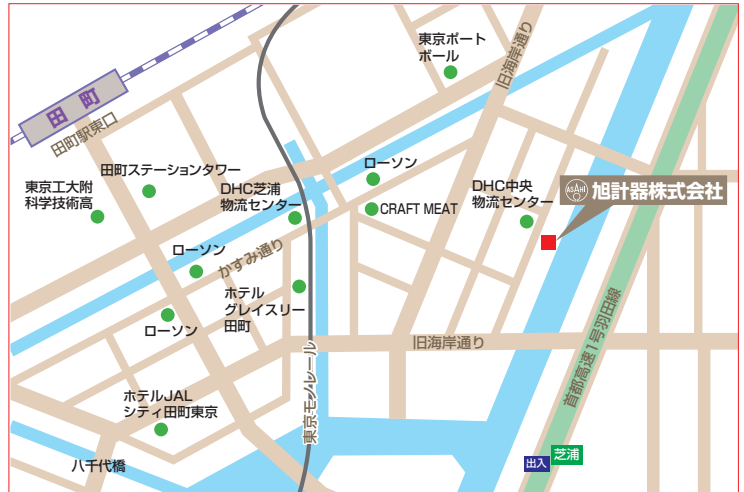 東京ポート
ボール
旧海岸通り
田町
田町駅東口
田町ステーションタワー
東京工大附
科学技術高
DHC芝浦
物流センター
ローソン
CRAFT MEAT
DHC中央
物流センター
ASAHI
旭計器株式会社
ローソン
かすみ通り
ホテル
グレイスリー
田町
ローソン
旧海岸通り
東京モノレール
首都高速1号羽田線
ホテルJAL
シティ田町東京
八千代橋
出入
芝浦